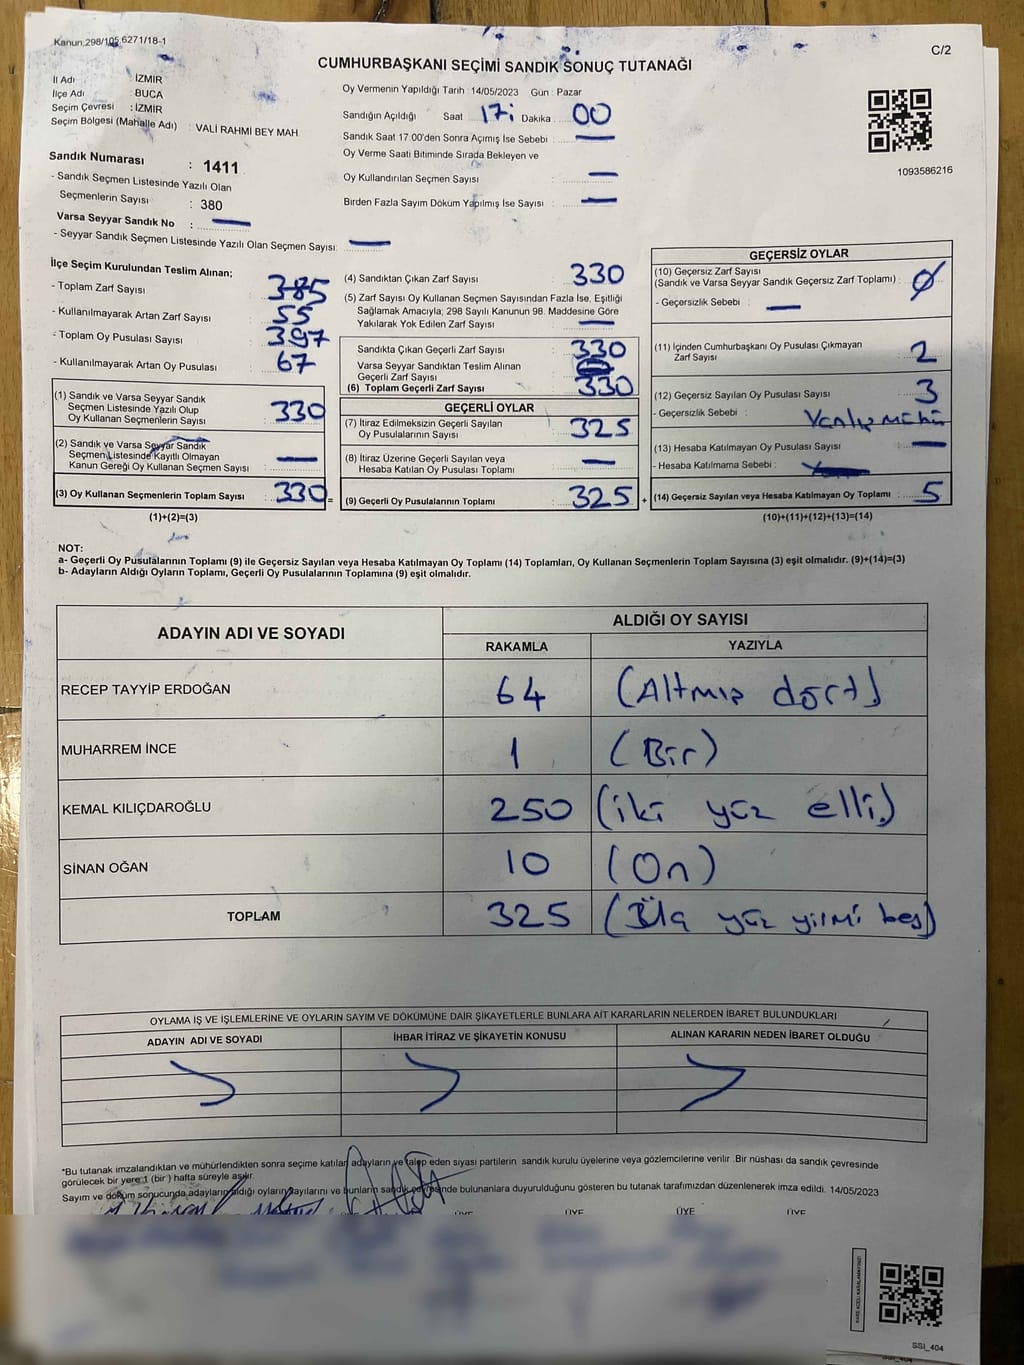 Kanun,298/105,6271/18-1
C/2
CUMHURBAŞKANI SEÇİMİ SANDIK SONUÇ TUTANAĞI
İl Adı : İZMİR
İlçe Adı : BUCA
Seçim Çevresi : İZMİR
Seçim Bölgesi (Mahalle Adı) : VALİ RAHMİ BEY MAH
Oy Vermenin Yapıldığı Tarih 14/05/2023 Gün : Pazar
Sandığın Açıldığı Saat 17: Dakika 00
Sandık Saat 17 00'den Sonra Açımış İse Sebebi : —
Oy Verme Saati Bitiminde Sırada Bekleyen ve
Oy Kullandırılan Seçmen Sayısı : —
Birden Fazla Sayım Döküm Yapılmış İse Sayısı : —
1093586216
Sandık Numarası : 1411
- Sandık Seçmen Listesinde Yazılı Olan
Seçmenlerin Sayısı : 380
Varsa Seyyar Sandık No : —
- Seyyar Sandık Seçmen Listesinde Yazılı Olan Seçmen Sayısı: —
İlçe Seçim Kurulundan Teslim Alınan;
- Toplam Zarf Sayısı : 385
- Kullanılmayarak Artan Zarf Sayısı : 55
- Toplam Oy Pusulası Sayısı : 397
- Kullanılmayarak Artan Oy Pusulası : 67
(1) Sandık ve Varsa Seyyar Sandık
Seçmen Listesinde Yazılı Olup
Oy Kullanan Seçmenlerin Sayısı : 330
(2) Sandık ve Varsa Seyyar Sandık
Seçmen Listesinde Kayıtlı Olmayan
Kanun Gereği Oy Kullanan Seçmen Sayısı : —
(3) Oy Kullanan Seçmenlerin Toplam Sayısı : 330 =
(1)+(2)=(3)
(4) Sandıktan Çıkan Zarf Sayısı : 330
(5) Zarf Sayısı Oy Kullanan Seçmen Sayısından Fazla İse, Eşitliği
Sağlamak Amacıyla; 298 Sayılı Kanunun 98. Maddesine Göre
Yakılarak Yok Edilen Zarf Sayısı : —
Sandıkta Çıkan Geçerli Zarf Sayısı : 330
Varsa Seyyar Sandıktan Teslim Alınan
Geçerli Zarf Sayısı
(6) Toplam Geçerli Zarf Sayısı : 330
GEÇERLİ OYLAR
(7) İtiraz Edilmeksizin Geçerli Sayılan
Oy Pusulalarının Sayısı : 325
(8) İtiraz Üzerine Geçerli Sayılan veya
Hesaba Katılan Oy Pusulası Toplamı : —
(9) Geçerli Oy Pusulalarının Toplamı : 325 +
GEÇERSİZ OYLAR
(10) Geçersiz Zarf Sayısı
(Sandık ve Varsa Seyyar Sandık Geçersiz Zarf Toplamı) : Ø
- Geçersizlik Sebebi : —
(11) İçinden Cumhurbaşkanı Oy Pusulası Çıkmayan
Zarf Sayısı : 2
(12) Geçersiz Sayılan Oy Pusulası Sayısı : 3
- Geçersizlik Sebebi :
(13) Hesaba Katılmayan Oy Pusulası Sayısı : —
- Hesaba Katılmama Sebebi :
(14) Geçersiz Sayılan veya Hesaba Katılmayan Oy Toplamı : 5
(10)+(11)+(12)+(13)=(14)
NOT:
a- Geçerli Oy Pusulalarının Toplamı (9) ile Geçersiz Sayılan veya Hesaba Katılmayan Oy Toplamı (14) Toplamları, Oy Kullanan Seçmenlerin Toplam Sayısına (3) eşit olmalıdır. (9)+(14)=(3)
b- Adayların Aldığı Oyların Toplamı, Geçerli Oy Pusulalarının Toplamına (9) eşit olmalıdır.
ADAYIN ADI VE SOYADI
ALDIĞI OY SAYISI
RAKAMLA YAZIYLA
RECEP TAYYİP ERDOĞAN 64 (Altmış dört)
MUHARREM İNCE 1 (Bir)
KEMAL KILIÇDAROĞLU 250 (iki yüz elli)
SİNAN OĞAN 10 (On)
TOPLAM 325 (Üç yüz yirmi beş)
OYLAMA İŞ VE İŞLEMLERİNE VE OYLARIN SAYIM VE DÖKÜMÜNE DAİR ŞİKAYETLERLE BUNLARA AİT KARARLARIN NELERDEN İBARET BULUNDUKLARI
ADAYIN ADI VE SOYADI İHBAR İTİRAZ VE ŞİKAYETİN KONUSU ALINAN KARARIN NEDEN İBARET OLDUĞU
*Bu tutanak imzalandıktan ve mühürlendikten sonra seçime katılan adayların ve talep eden siyasi partilerin sandık kurulu üyelerine veya gözlemcilerine verilir .Bir nüshası da sandık çevresinde
görülecek bir yere 1 (bir ) hafta süreyle asılır.
Sayım ve döküm sonucunda adayların aldığı oyların sayılarını ve bunların sandık çevresinde bulunanlara duyurulduğunu gösteren bu tutanak tarafımızdan düzenlenerek imza edildi. 14/05/2023
ÜYE ÜYE ÜYE ÜYE
SSİ_404